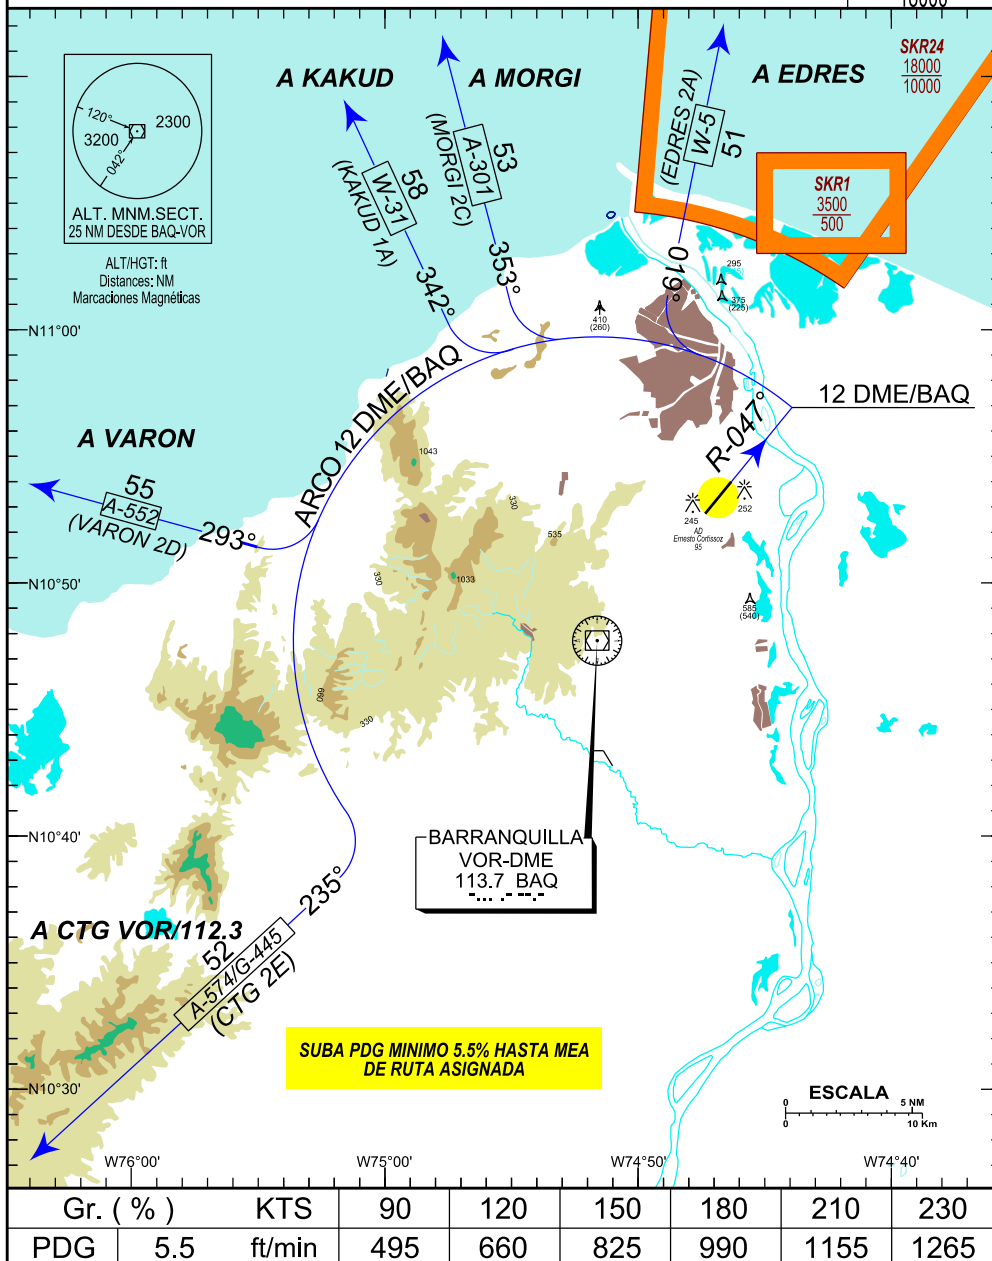 10000
120°
2300
3200
042°
ALT. MNM.SECT.
25 NM DESDE BAQ-VOR
ALT/HGT: ft
Distances: NM
Marcaciones Magnéticas
A KAKUD
A MORGI
A EDRES
SKR24
18000
10000
SKR1
3500
500
58
W-31
(KAKUD 1A)
342°
53
A-301
(MORGI 2C)
353°
(EDRES 2A)
W-5
51
019°
295
375
(225)
410
(260)
N11°00'
ARCO 12 DME/BAQ
12 DME/BAQ
R-047°
A VARON
55
A-552
(VARON 2D)
293°
1043
330
535
330
1033
245
252
AD
Ernesto Cortissoz
95
N10°50'
585
(540)
660
330
N10°40'
BARRANQUILLA
VOR-DME
113.7 BAQ
235°
A CTG VOR/112.3
52
A-574/G-445
(CTG 2E)
SUBA PDG MINIMO 5.5% HASTA MEA
DE RUTA ASIGNADA
N10°30'
ESCALA
0 5 NM
0 10 Km
W76°00' W75°00' W74°50' W74°40'
Gr. ( % ) KTS 90 120 150 180 210 230
PDG 5.5 ft/min 495 660 825 990 1155 1265